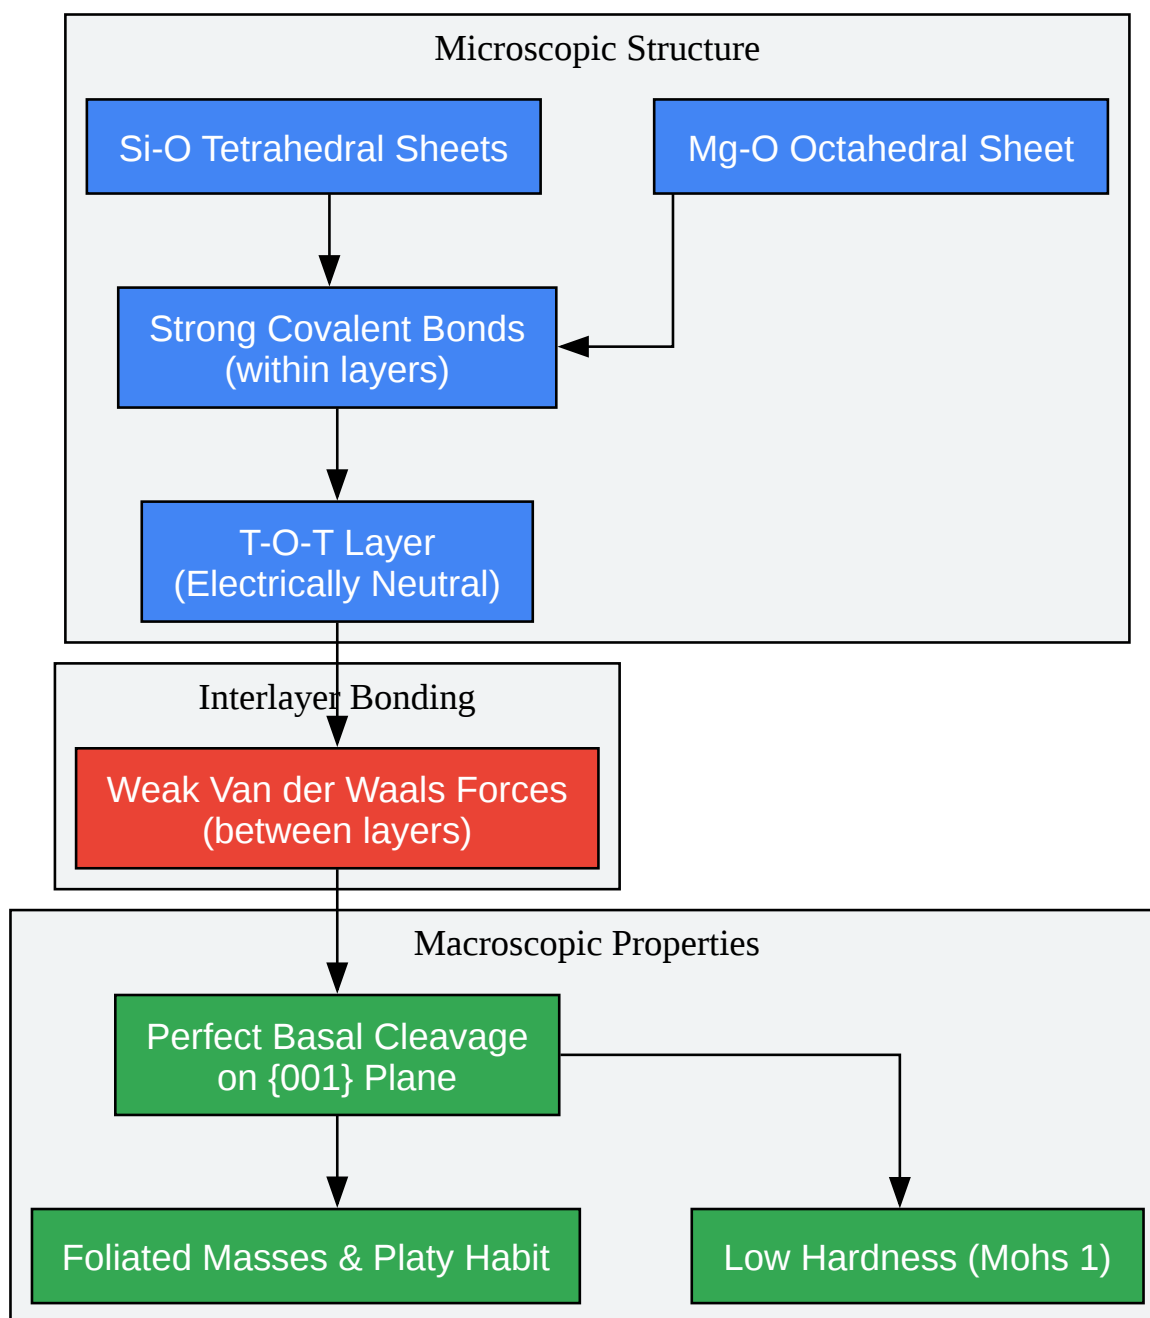 Microscopic Structure
Si-O Tetrahedral Sheets
Mg-O Octahedral Sheet
Strong Covalent Bonds
(within layers)
T-O-T Layer
(Electrically Neutral)
Interlayer Bonding
Weak Van der Waals Forces
(between layers)
Macroscopic Properties
Perfect Basal Cleavage
on {001} Plane
Foliated Masses & Platy Habit
Low Hardness (Mohs 1)